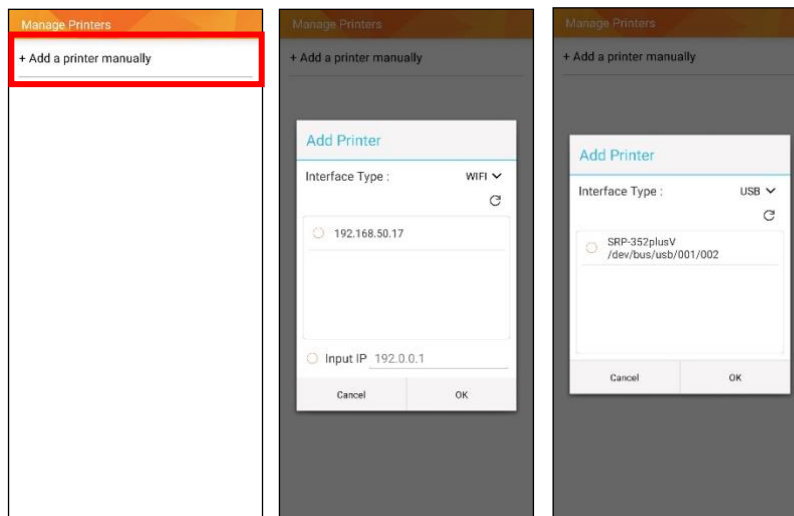 Manage Printers
+ Add a printer manually
Manage Printers
+ Add a printer manually
Add Printer
Interface Type : WIFI
192.168.50.17
Input IP 192.0.0.1
Cancel OK
Manage Printers
+ Add a printer manually
Add Printer
Interface Type : USB
SRP-352plusV
/dev/bus/usb/001/002
Cancel OK